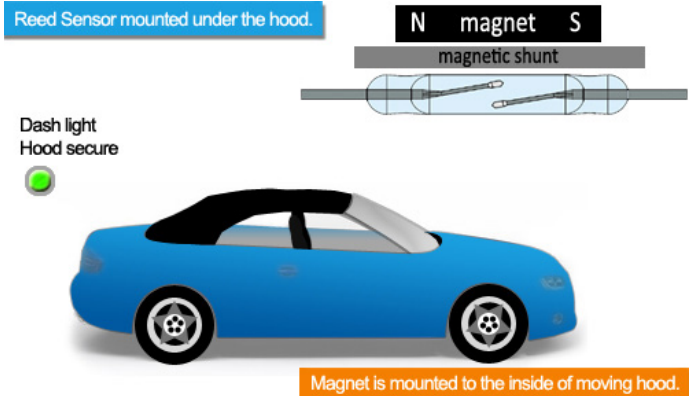 Reed Sensor mounted under the hood.
N magnet S
magnetic shunt
Dash light
Hood secure
Magnet is mounted to the inside of moving hood.